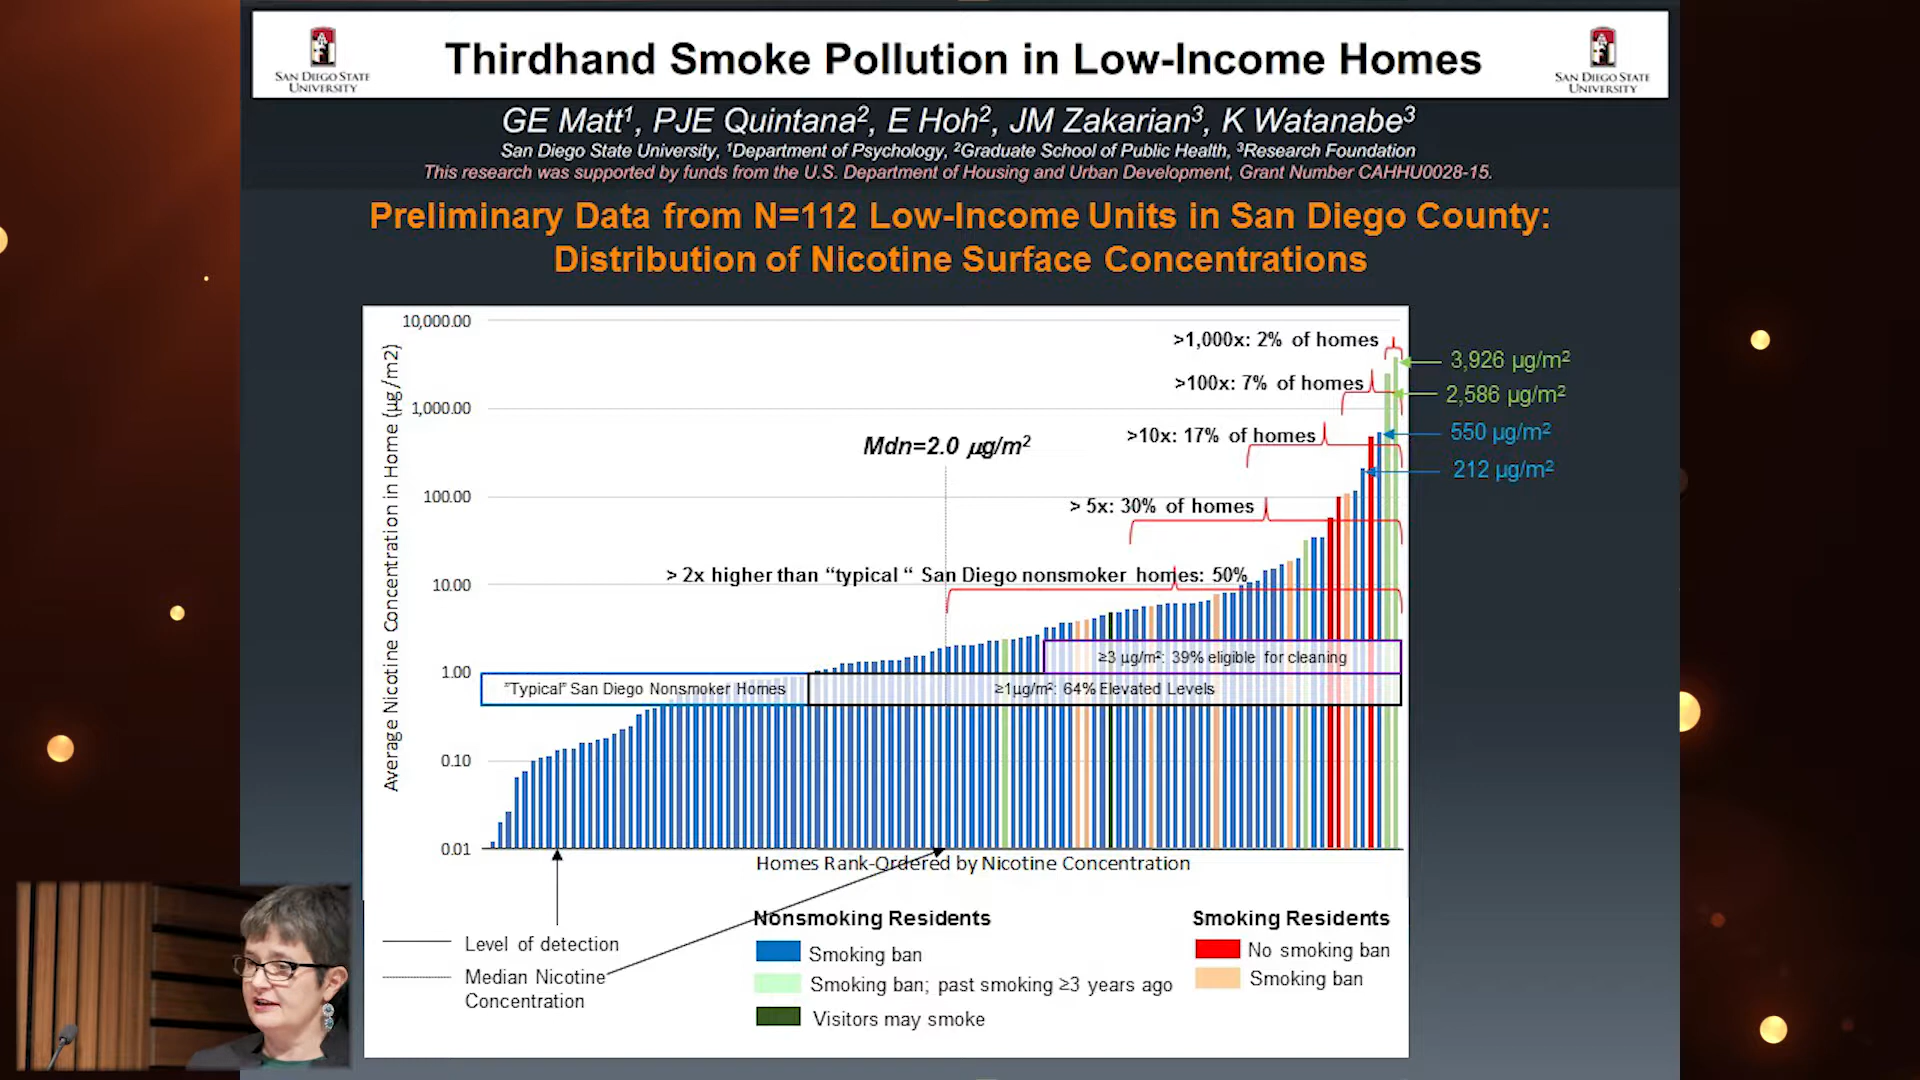 SAN DIEGO STATE
UNIVERSITY
Thirdhand Smoke Pollution in Low-Income Homes
SAN DIEGO STATE
UNIVERSITY
GE Matt1, PJE Quintana2, E Hoh2, JM Zakarian3, K Watanabe3
San Diego State University, 1Department of Psychology, 2Graduate School of Public Health, 3Research Foundation
This research was supported by funds from the U.S. Department of Housing and Urban Development, Grant Number CAHHU0028-15.
Preliminary Data from N=112 Low-Income Units in San Diego County:
Distribution of Nicotine Surface Concentrations
Average Nicotine Concentration in Home (µg/m2)
10,000.00
1,000.00
100.00
10.00
1.00
0.10
0.01
>1,000x: 2% of homes
>100x: 7% of homes
>10x: 17% of homes
> 5x: 30% of homes
> 2x higher than “typical “ San Diego nonsmoker homes: 50%
Mdn=2.0 µg/m2
3,926 µg/m2
2,586 µg/m2
550 µg/m2
212 µg/m2
≥3 µg/m2: 39% eligible for cleaning
"Typical" San Diego Nonsmoker Homes
≥1µg/m2: 64% Elevated Levels
Homes Rank-Ordered by Nicotine Concentration
Level of detection
Median Nicotine
Concentration
Nonsmoking Residents
Smoking ban
Smoking ban; past smoking ≥3 years ago
Visitors may smoke
Smoking Residents
No smoking ban
Smoking ban